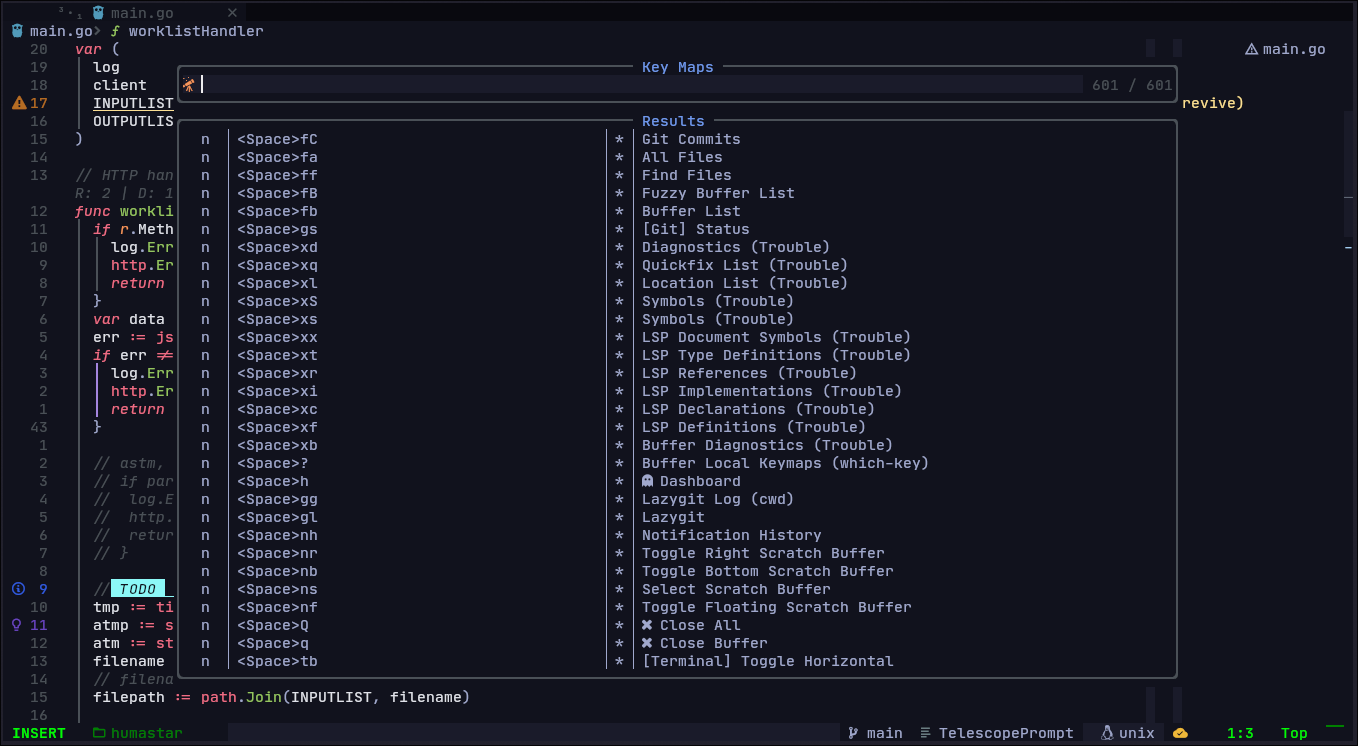 ³·₁ main.go ✕
main.go> ƒ worklistHandler
20 var ( main.go
19 log Key Maps
18 client 601 / 601
17 INPUTLIST revive)
16 OUTPUTLIS Results
15 ) n <Space>fC * Git Commits
14 n <Space>fa * All Files
13 // HTTP han n <Space>ff * Find Files
R: 2 | D: 1 n <Space>fB * Fuzzy Buffer List
12 func workli n <Space>fb * Buffer List
11 if r.Meth n <Space>gs * [Git] Status
10 log.Err n <Space>xd * Diagnostics (Trouble)
9 http.Er n <Space>xq * Quickfix List (Trouble)
8 return n <Space>xl * Location List (Trouble)
7 } n <Space>xS * Symbols (Trouble)
6 var data n <Space>xs * Symbols (Trouble)
5 err := js n <Space>xx * LSP Document Symbols (Trouble)
4 if err ≠ n <Space>xt * LSP Type Definitions (Trouble)
3 log.Err n <Space>xr * LSP References (Trouble)
2 http.Er n <Space>xi * LSP Implementations (Trouble)
1 return n <Space>xc * LSP Declarations (Trouble)
43 } n <Space>xf * LSP Definitions (Trouble)
1 n <Space>xb * Buffer Diagnostics (Trouble)
2 // astm, n <Space>? * Buffer Local Keymaps (which-key)
3 // if par n <Space>h * Dashboard
4 // log.E n <Space>gg * Lazygit Log (cwd)
5 // http. n <Space>gl * Lazygit
6 // retur n <Space>nh * Notification History
7 // } n <Space>nr * Toggle Right Scratch Buffer
8 n <Space>nb * Toggle Bottom Scratch Buffer
9 // TODO _ n <Space>ns * Select Scratch Buffer
10 tmp := ti n <Space>nf * Toggle Floating Scratch Buffer
11 atmp := s n <Space>Q * ✖ Close All
12 atm := st n <Space>q * ✖ Close Buffer
13 filename n <Space>tb * [Terminal] Toggle Horizontal
14 // filena
15 filepath := path.Join(INPUTLIST, filename)
16
INSERT humastar main TelescopePrompt unix 1:3 Top